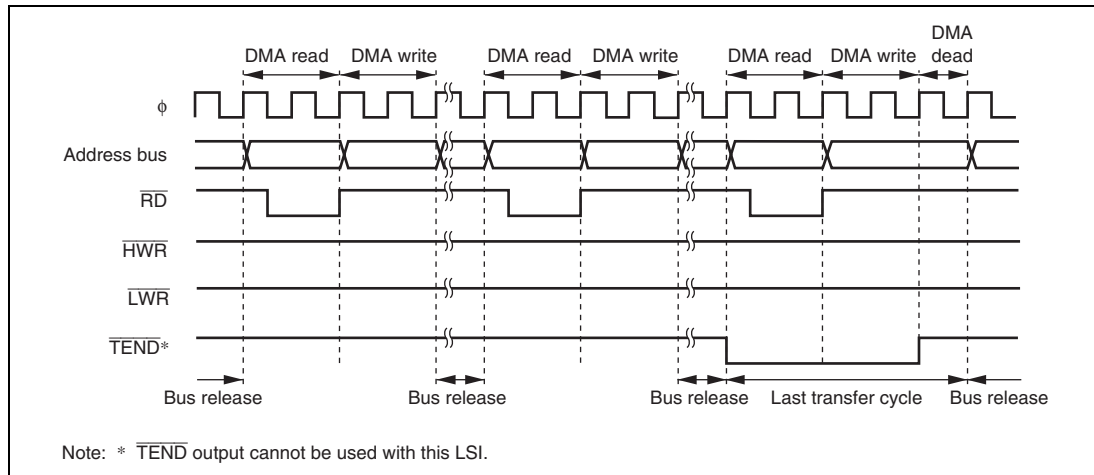 DMA
dead
DMA read DMA write DMA read DMA write DMA read DMA write
ϕ
Address bus
RD
HWR
LWR
TEND*
Bus release Bus release Bus release Last transfer cycle Bus release
Note: * TEND output cannot be used with this LSI.